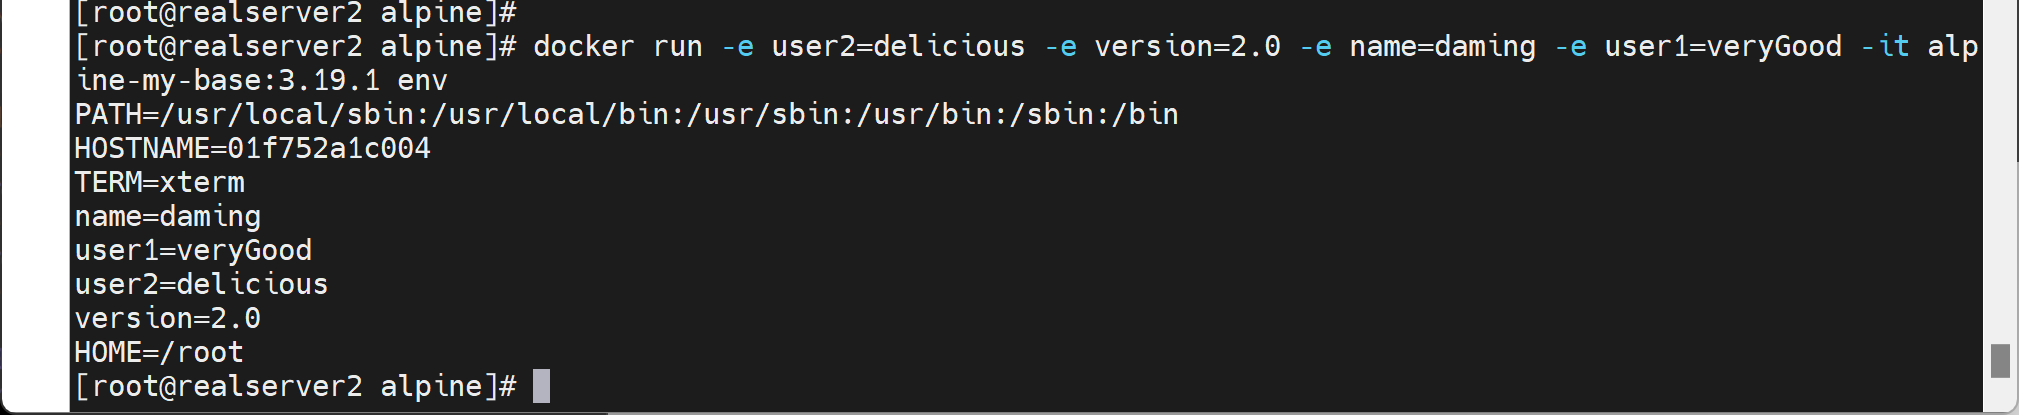 [root@realserver2 alpine]#
[root@realserver2 alpine]# docker run -e user2=delicious -e version=2.0 -e name=daming -e user1=veryGood -it alp
ine-my-base:3.19.1 env
PATH=/usr/local/sbin:/usr/local/bin:/usr/sbin:/usr/bin:/sbin:/bin
HOSTNAME=01f752a1c004
TERM=xterm
name=daming
user1=veryGood
user2=delicious
version=2.0
HOME=/root
[root@realserver2 alpine]#